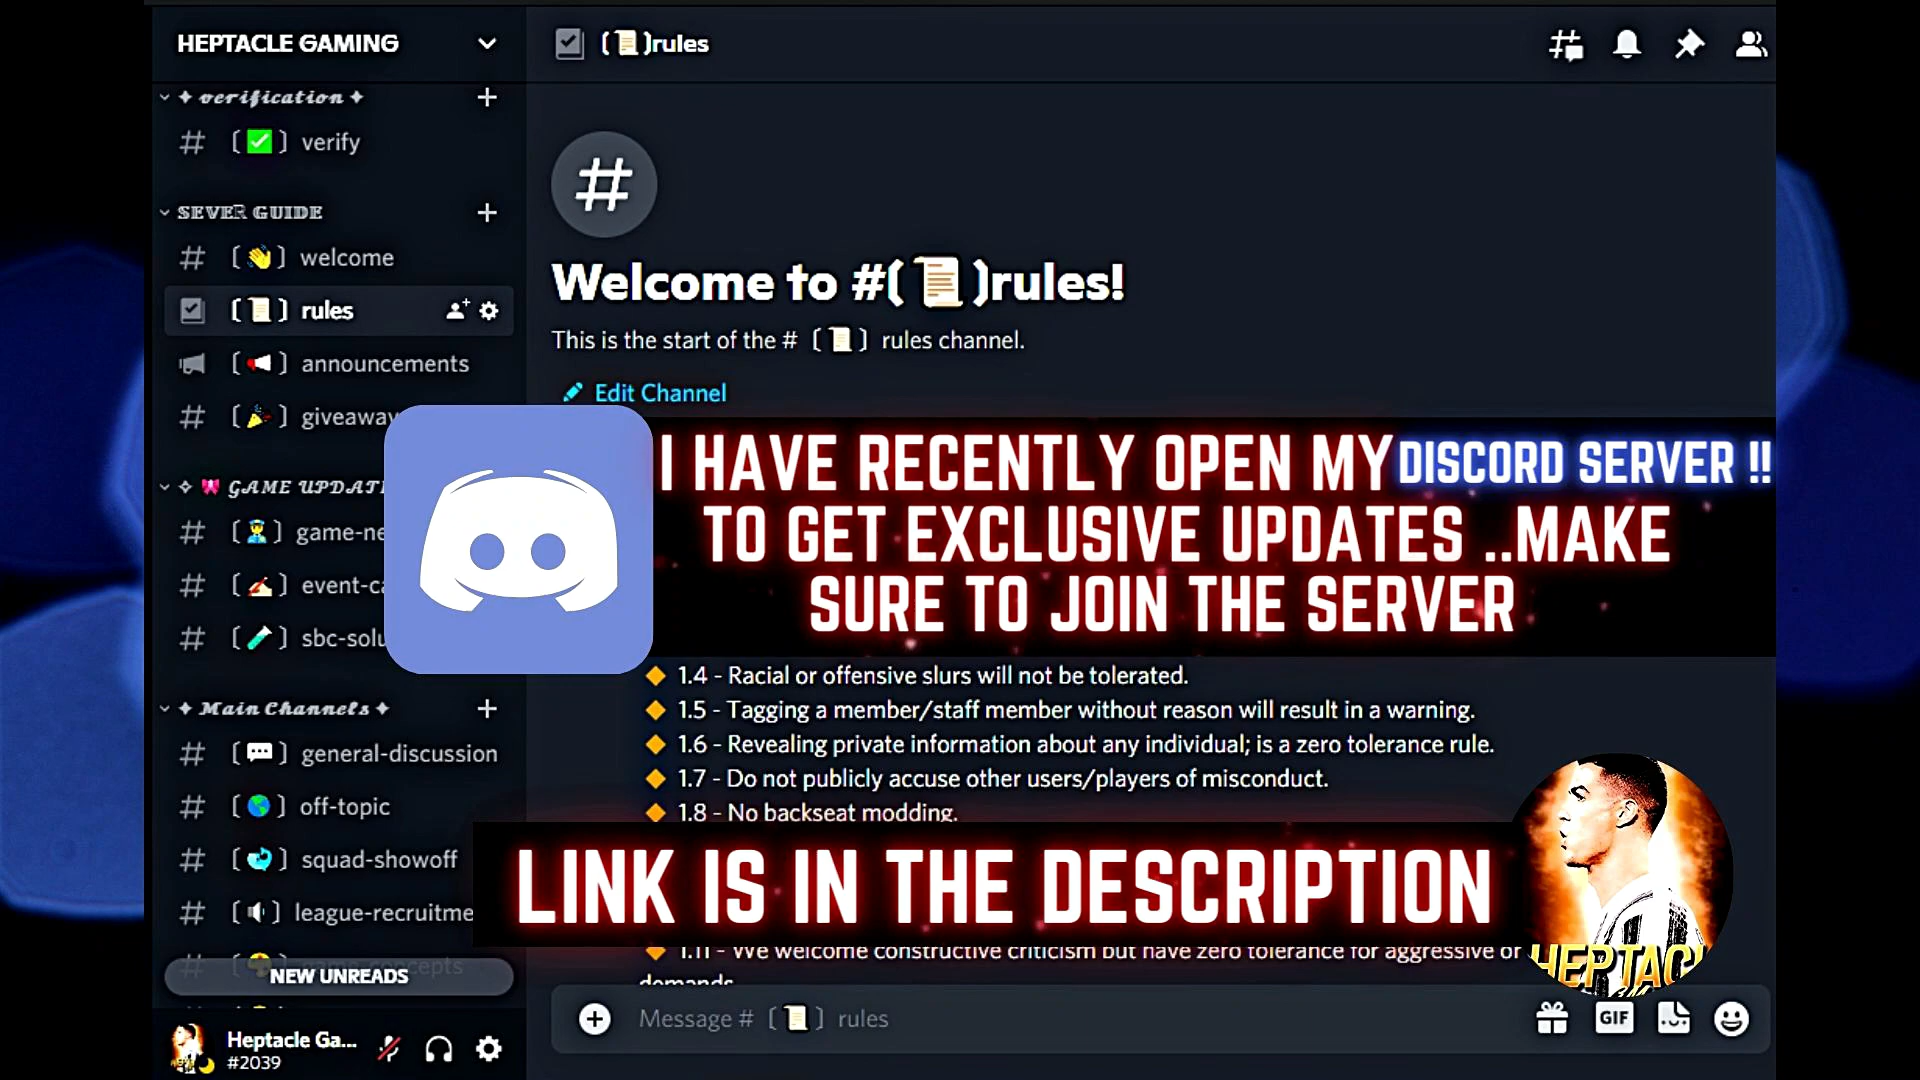 HEPTACLE GAMING
verification
verify
SEVER GUIDE
welcome
rules
announcements
giveaway
GAME UPDAT
game-ne
event-ca
sbc-solu
Main Channels
general-discussion
off-topic
squad-showoff
league-recruitme
NEW UNREADS
Heptacle Ga...
#2039
( )rules
Welcome to #( )rules!
This is the start of the # ( ) rules channel.
Edit Channel
I HAVE RECENTLY OPEN MY DISCORD SERVER !!
TO GET EXCLUSIVE UPDATES ..MAKE
SURE TO JOIN THE SERVER
1.4 - Racial or offensive slurs will not be tolerated.
1.5 - Tagging a member/staff member without reason will result in a warning.
1.6 - Revealing private information about any individual; is a zero tolerance rule.
1.7 - Do not publicly accuse other users/players of misconduct.
1.8 - No backseat modding.
LINK IS IN THE DESCRIPTION
1.11 - We welcome constructive criticism but have zero tolerance for aggressive or
demands
HEPTACL
Message # ( ) rules
GIF